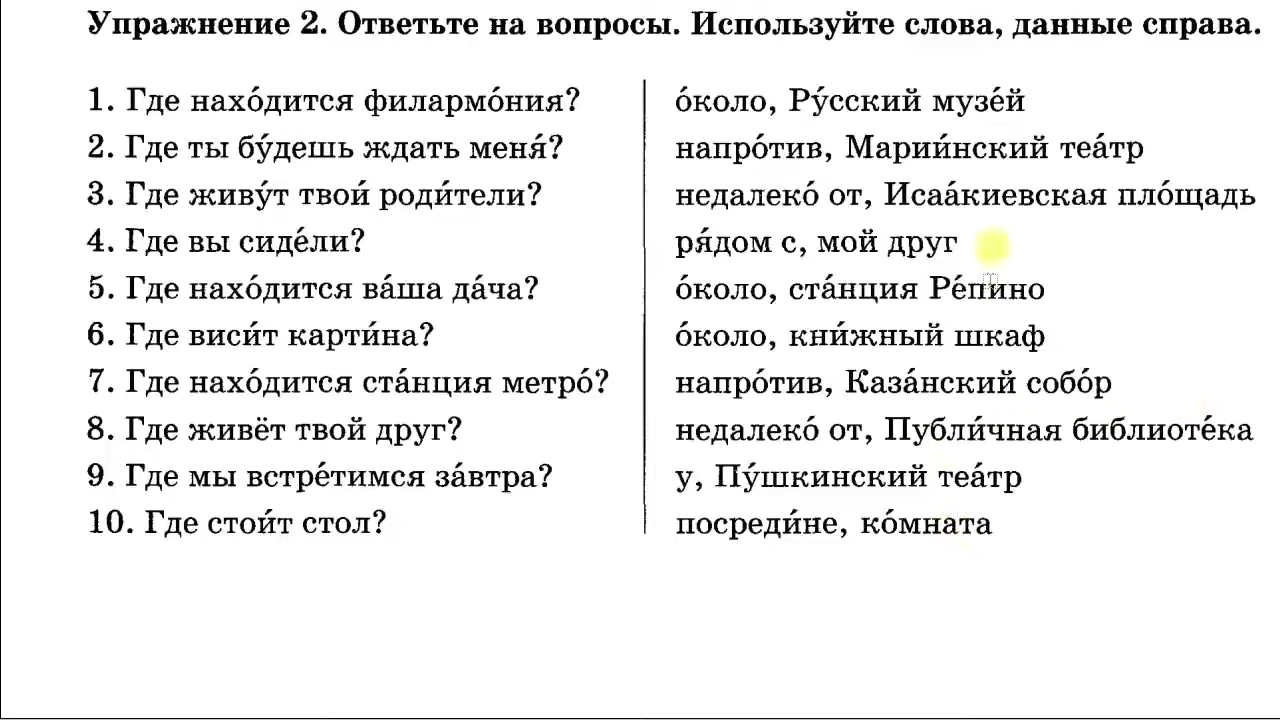 Упражнение 2. Ответьте на вопросы. Используйте слова, данные справа.
1. Где нахо́дится филармо́ния? о́коло, Ру́сский музе́й
2. Где ты бу́дешь ждать меня́? напро́тив, Марии́нский теа́тр
3. Где живу́т твои́ роди́тели? недалеко́ от, Исаа́киевская пло́щадь
4. Где вы сиде́ли? ря́дом с, мой друг
5. Где нахо́дится ва́ша да́ча? о́коло, ста́нция Ре́пино
6. Где виси́т карти́на? о́коло, кни́жный шкаф
7. Где нахо́дится ста́нция метро́? напро́тив, Каза́нский собо́р
8. Где живёт твой друг? недалеко́ от, Публи́чная библиоте́ка
9. Где мы встре́тимся за́втра? у, Пу́шкинский теа́тр
10. Где стои́т стол? посреди́не, ко́мната